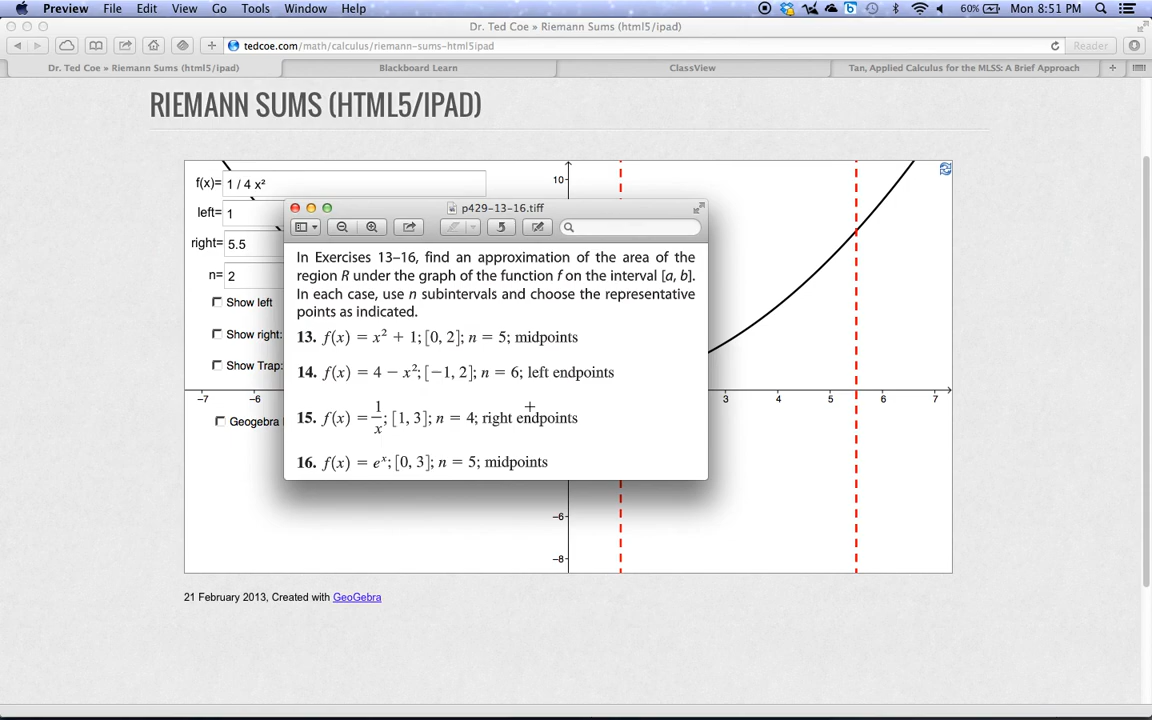 Preview File Edit View Go Tools Window Help 60% Mon 8:51 PM
Dr. Ted Coe » Riemann Sums (html5/ipad)
tedcoe.com/math/calculus/riemann-sums-html5ipad Reader
Dr. Ted Coe » Riemann Sums (html5/ipad) Blackboard Learn ClassView Tan, Applied Calculus for the MLSS: A Brief Approach
RIEMANN SUMS (HTML5/IPAD)
f(x)= 1 / 4 x²
left= 1
right= 5.5
n= 2
Show left
Show right:
Show Trap:
Geogebra
10
-7 3 4 5 6 7
-6
-8
p429-13-16.tiff
In Exercises 13–16, find an approximation of the area of the
region R under the graph of the function f on the interval [a, b].
In each case, use n subintervals and choose the representative
points as indicated.
13. f(x) = x² + 1; [0, 2]; n = 5; midpoints
14. f(x) = 4 − x²; [−1, 2]; n = 6; left endpoints
15. f(x) = 1/x; [1, 3]; n = 4; right endpoints
16. f(x) = eˣ; [0, 3]; n = 5; midpoints
21 February 2013, Created with GeoGebra